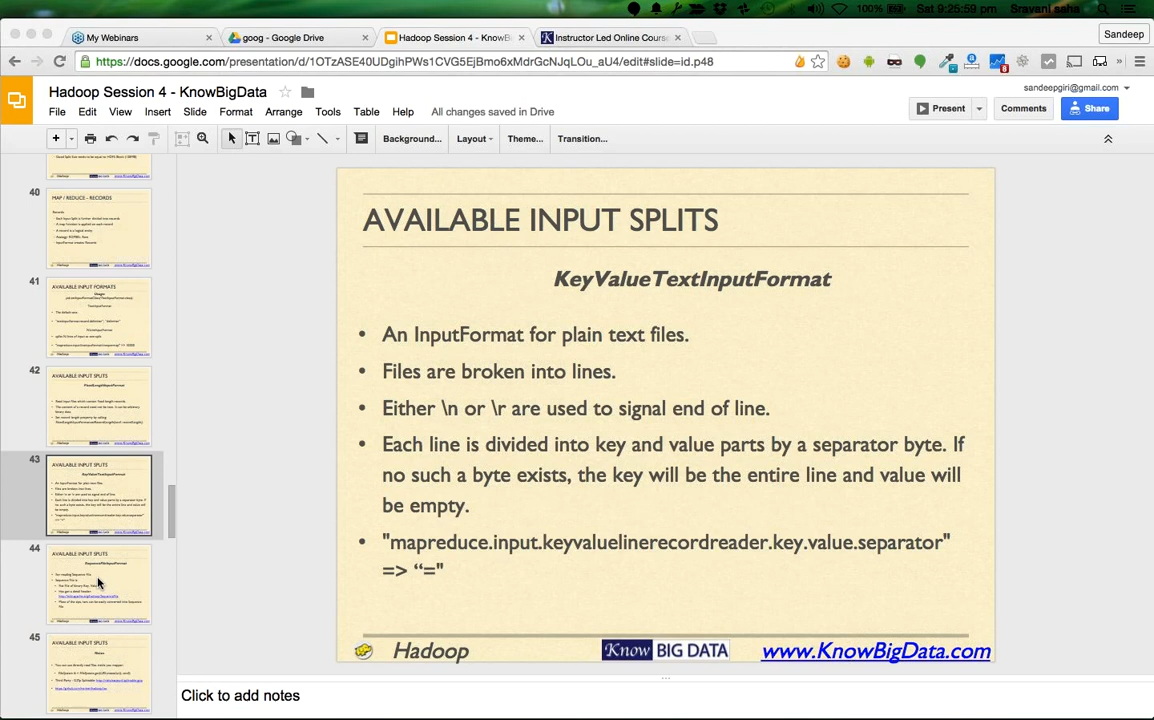 100% Sat 9:25:59 pm Sravani saha
My Webinars
goog - Google Drive
Hadoop Session 4 - KnowB
Instructor Led Online Cours
Sandeep
https://docs.google.com/presentation/d/1OTzASE40UDgihPWs1CVG5EjBmo6xMdrGcNJqLOu_aU4/edit#slide=id.p48
Hadoop Session 4 - KnowBigData
sandeepgiri@gmail.com
File Edit View Insert Slide Format Arrange Tools Table Help All changes saved in Drive
Present
Comments
Share
Background...
Layout
Theme...
Transition...
40
MAP / REDUCE - RECORDS
41
AVAILABLE INPUT FORMATS
42
AVAILABLE INPUT SPLITS
FixedLengthInputFormat
43
AVAILABLE INPUT SPLITS
KeyValueTextInputFormat
44
AVAILABLE INPUT SPLITS
SequenceFileInputFormat
45
AVAILABLE INPUT SPLITS
Notes
AVAILABLE INPUT SPLITS
KeyValueTextInputFormat
• An InputFormat for plain text files.
• Files are broken into lines.
• Either \n or \r are used to signal end of line.
• Each line is divided into key and value parts by a separator byte. If
no such a byte exists, the key will be the entire line and value will
be empty.
• "mapreduce.input.keyvaluelinerecordreader.key.value.separator"
=> “="
Hadoop
Know BIG DATA
www.KnowBigData.com
Click to add notes